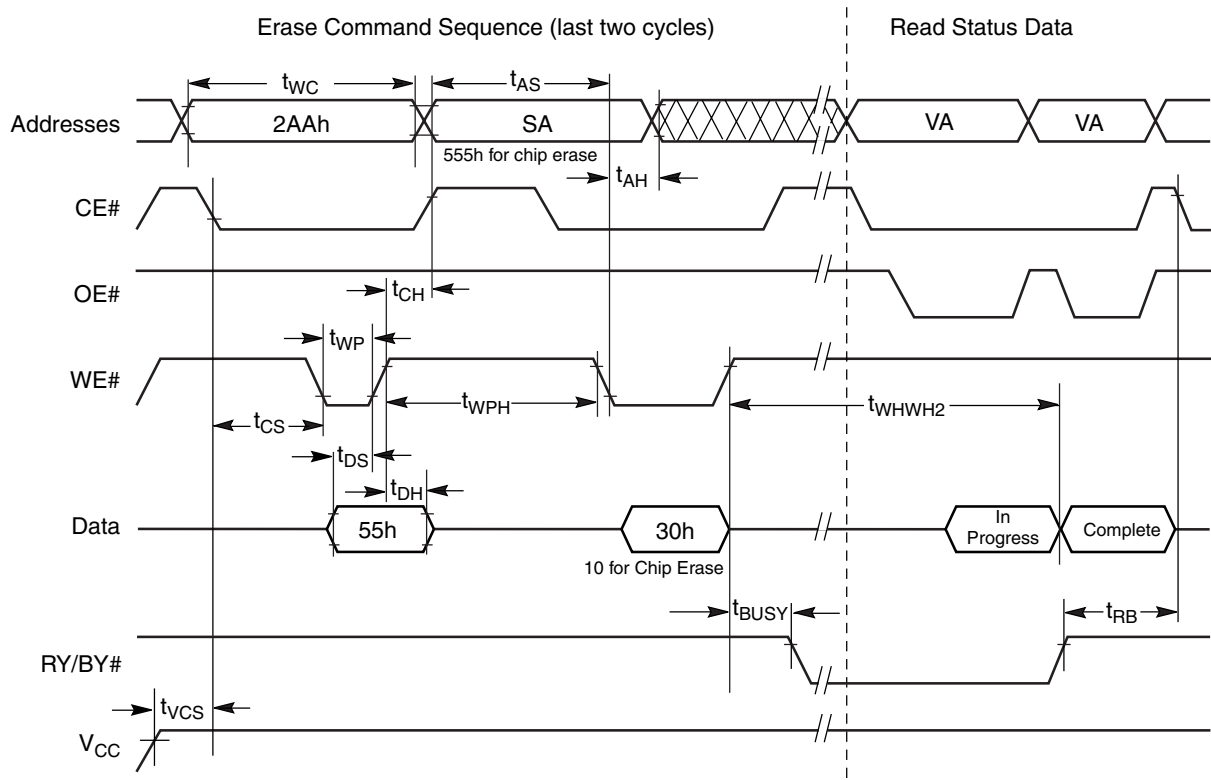 Erase Command Sequence (last two cycles)
Read Status Data
tWC
tAS
Addresses
2AAh
SA
VA
VA
555h for chip erase
tAH
CE#
OE#
tCH
tWP
WE#
tWPH
tWHWH2
tCS
tDS
tDH
Data
55h
30h
In
Progress
Complete
10 for Chip Erase
tBUSY
tRB
RY/BY#
tVCS
VCC